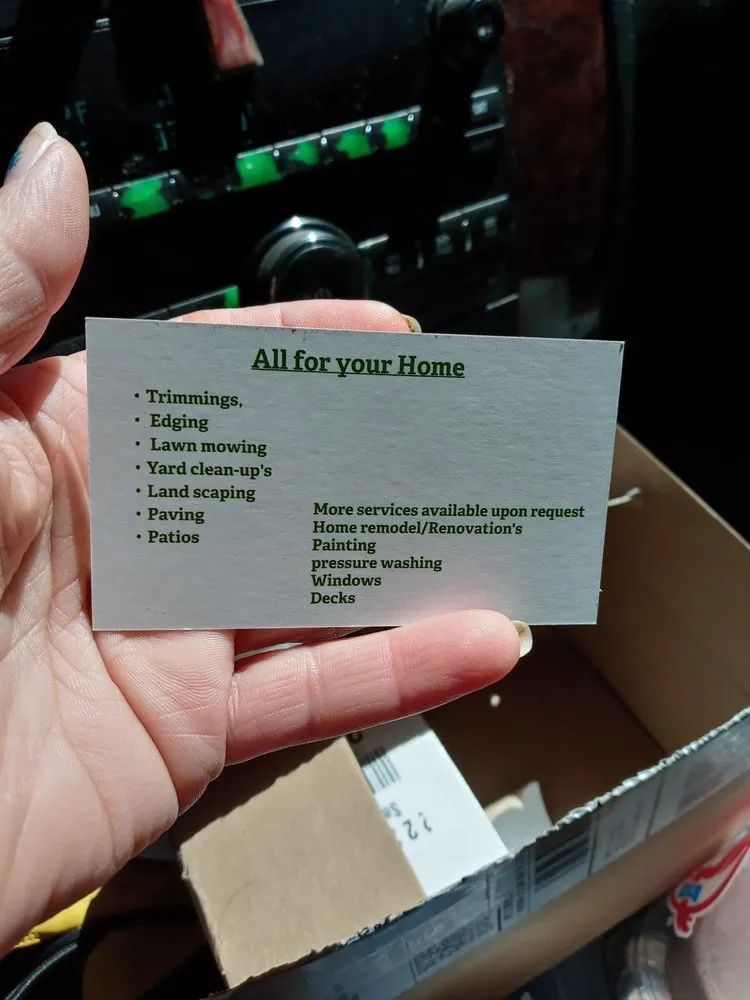 All for your Home
• Trimmings,
• Edging
• Lawn mowing
• Yard clean-up's
• Land scaping
• Paving
• Patios
More services available upon request
Home remodel/Renovation's
Painting
pressure washing
Windows
Decks